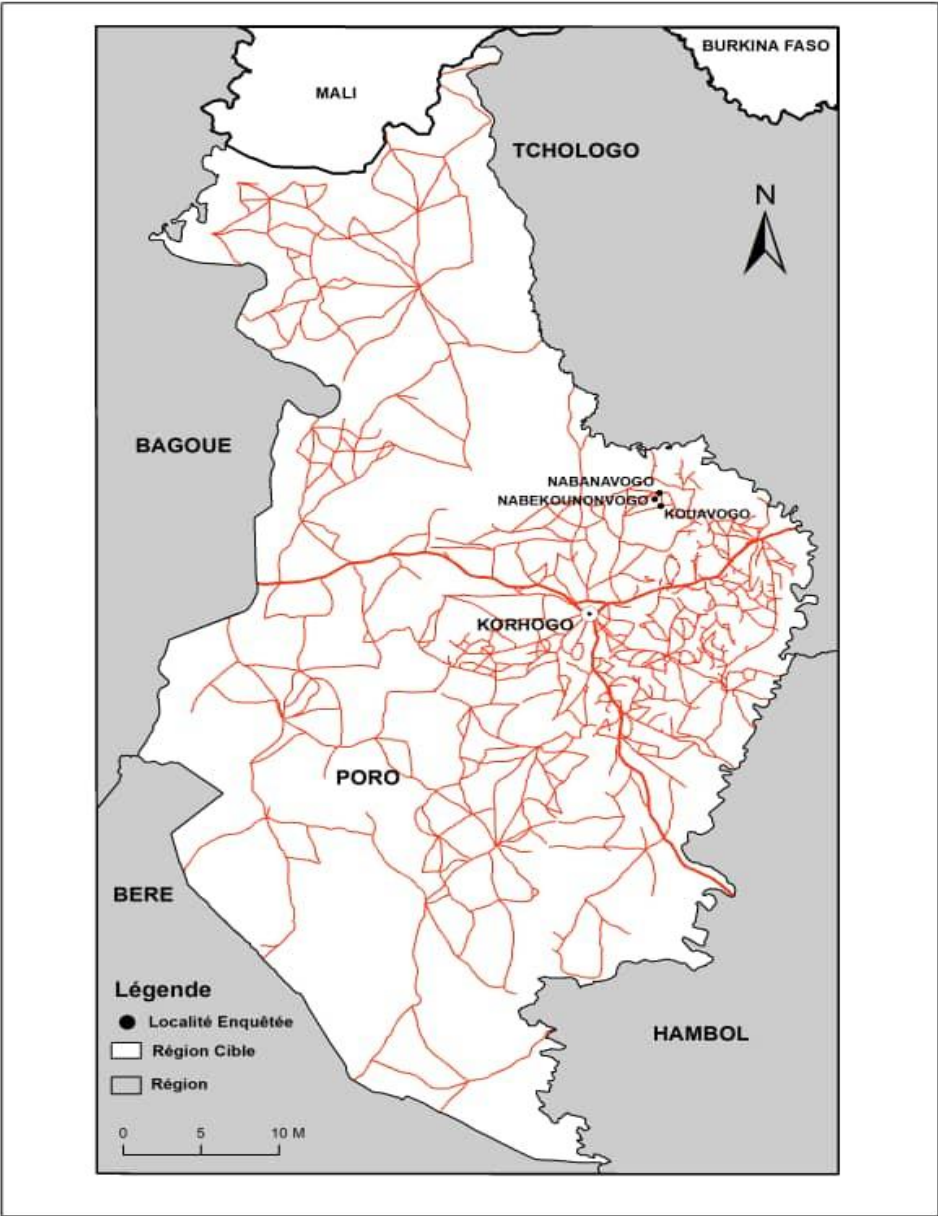 BURKINA FASO
MALI
TCHOLOGO
N
BAGOUE
NABANAVOGO
NABEKOUNONVOGO
KOUAVOGO
KORHOGO
PORO
BERE
Légende
Localité Enquêtée
Région Cible
Région
HAMBOL
0 5 10 M